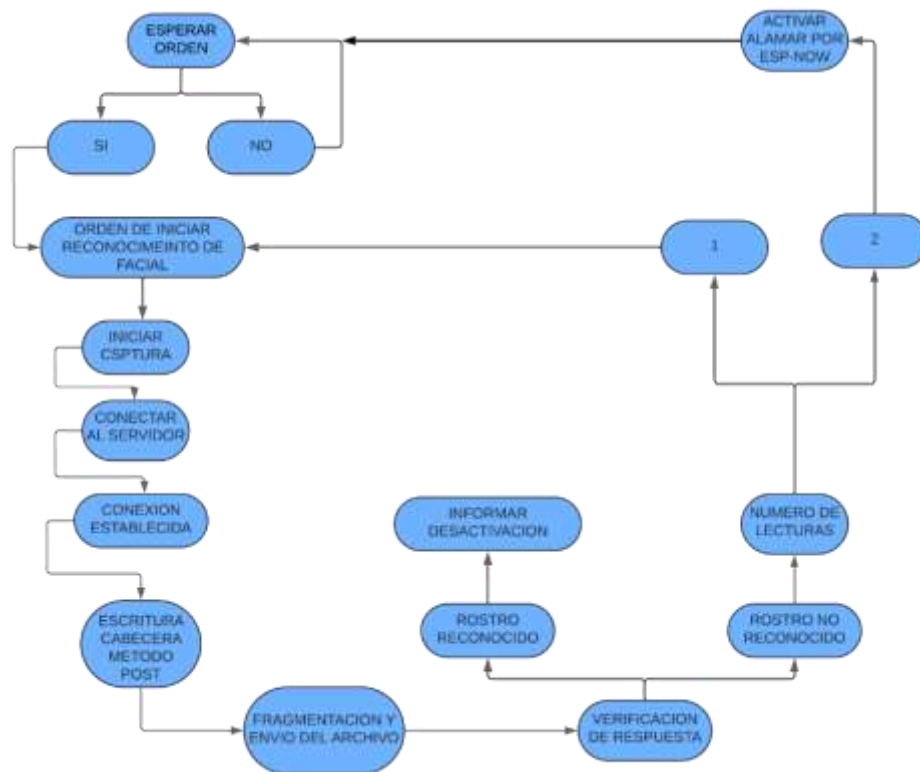 ESPERAR
ORDEN
ACTIVAR
ALAMAR POR
ESP-NOW
SI
NO
ORDEN DE INICIAR
RECONOCIMEINTO DE
FACIAL
1
2
INICIAR
CSPTURA
CONECTAR
AL SERVIDOR
CONEXION
ESTABLECIDA
INFORMAR
DESACTIVACION
NUMERO DE
LECTURAS
ESCRITURA
CABECERA
METODO
POST
ROSTRO
RECONOCIDO
ROSTRO NO
RECONOCIDO
FRAGMENTACION Y
ENVIO DEL ARCHIVO
VERIFICACION
DE RESPUESTA